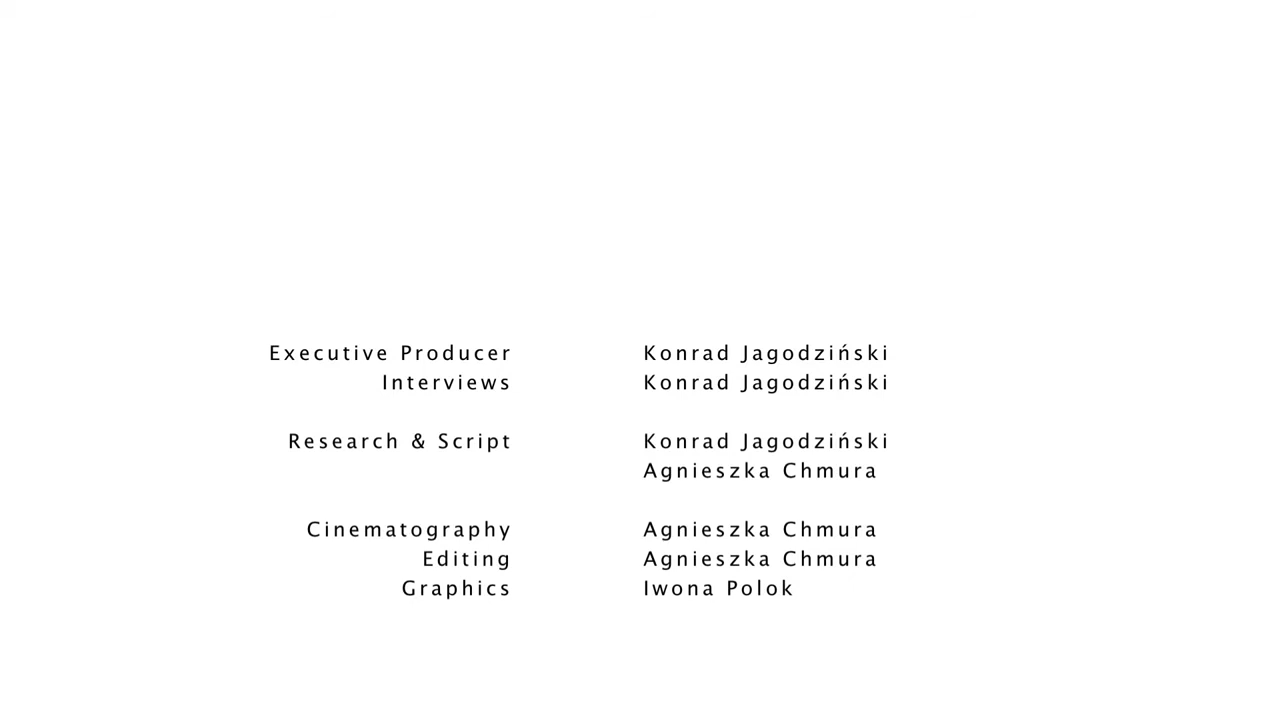 Executive Producer Konrad Jagodziński
Interviews Konrad Jagodziński
Research & Script Konrad Jagodziński
Agnieszka Chmura
Cinematography Agnieszka Chmura
Editing Agnieszka Chmura
Graphics Iwona Polok